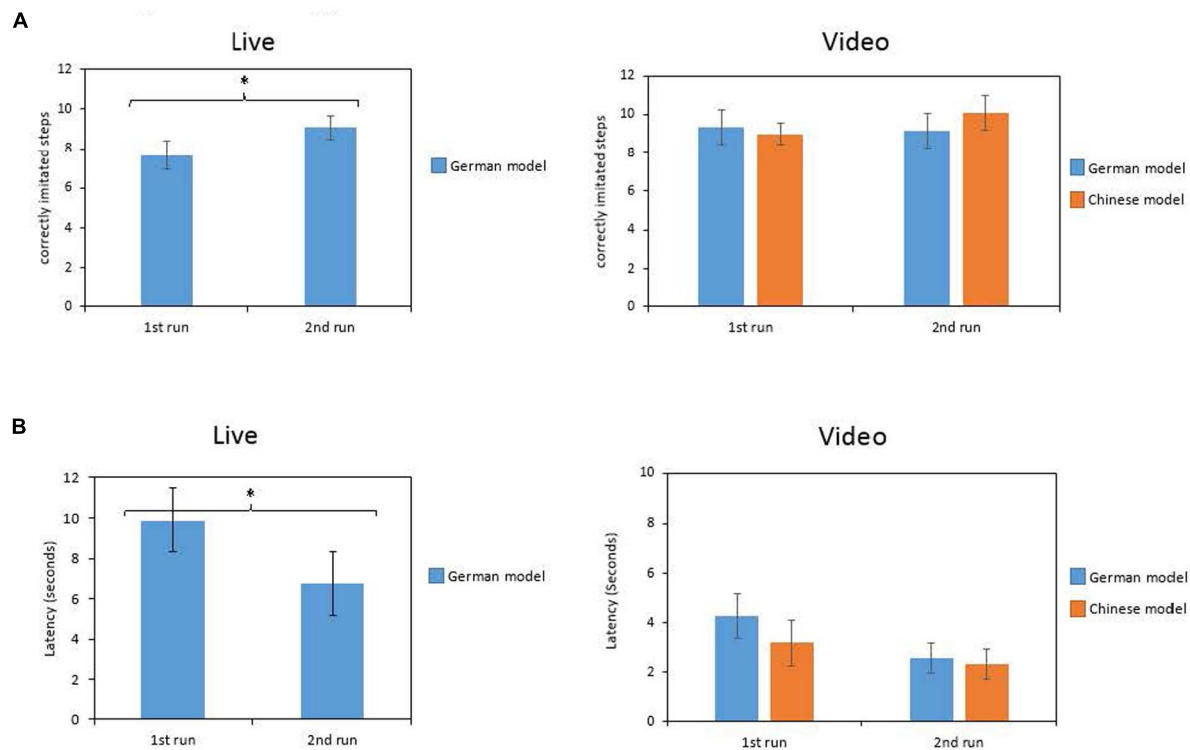 A
Live
12
10
8
6
4
2
0
correctly imitated steps
*
1st run 2nd run
German model
Video
12
10
8
6
4
2
0
correctly imitated steps
1st run 2nd run
German model
Chinese model
B
Live
12
10
8
6
4
2
0
Latency (seconds)
*
1st run 2nd run
German model
Video
10
8
6
4
2
0
Latency (Seconds)
1st run 2nd run
German model
Chinese model